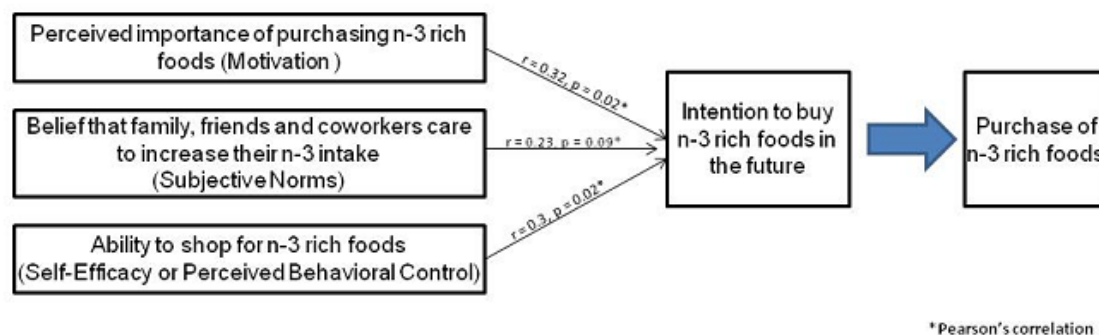 Perceived importance of purchasing n-3 rich
foods (Motivation )
r = 0.32, p = 0.02*
Belief that family, friends and coworkers care
to increase their n-3 intake
(Subjective Norms)
r = 0.23, p = 0.09*
Ability to shop for n-3 rich foods
(Self-Efficacy or Perceived Behavioral Control)
r = 0.3, p = 0.02*
Intention to buy
n-3 rich foods in
the future
Purchase of
n-3 rich foods
*Pearson's correlation